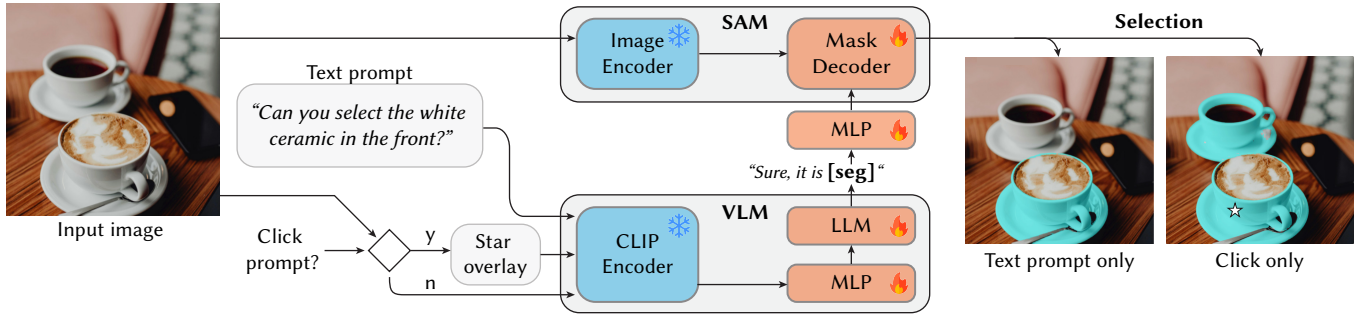 SAM
Selection
Image
Encoder
Mask
Decoder
Text prompt
“Can you select the white
ceramic in the front?”
MLP
“Sure, it is [seg]“
Input image
VLM
LLM
Click
prompt?
y
n
Star
overlay
CLIP
Encoder
MLP
Text prompt only
Click only